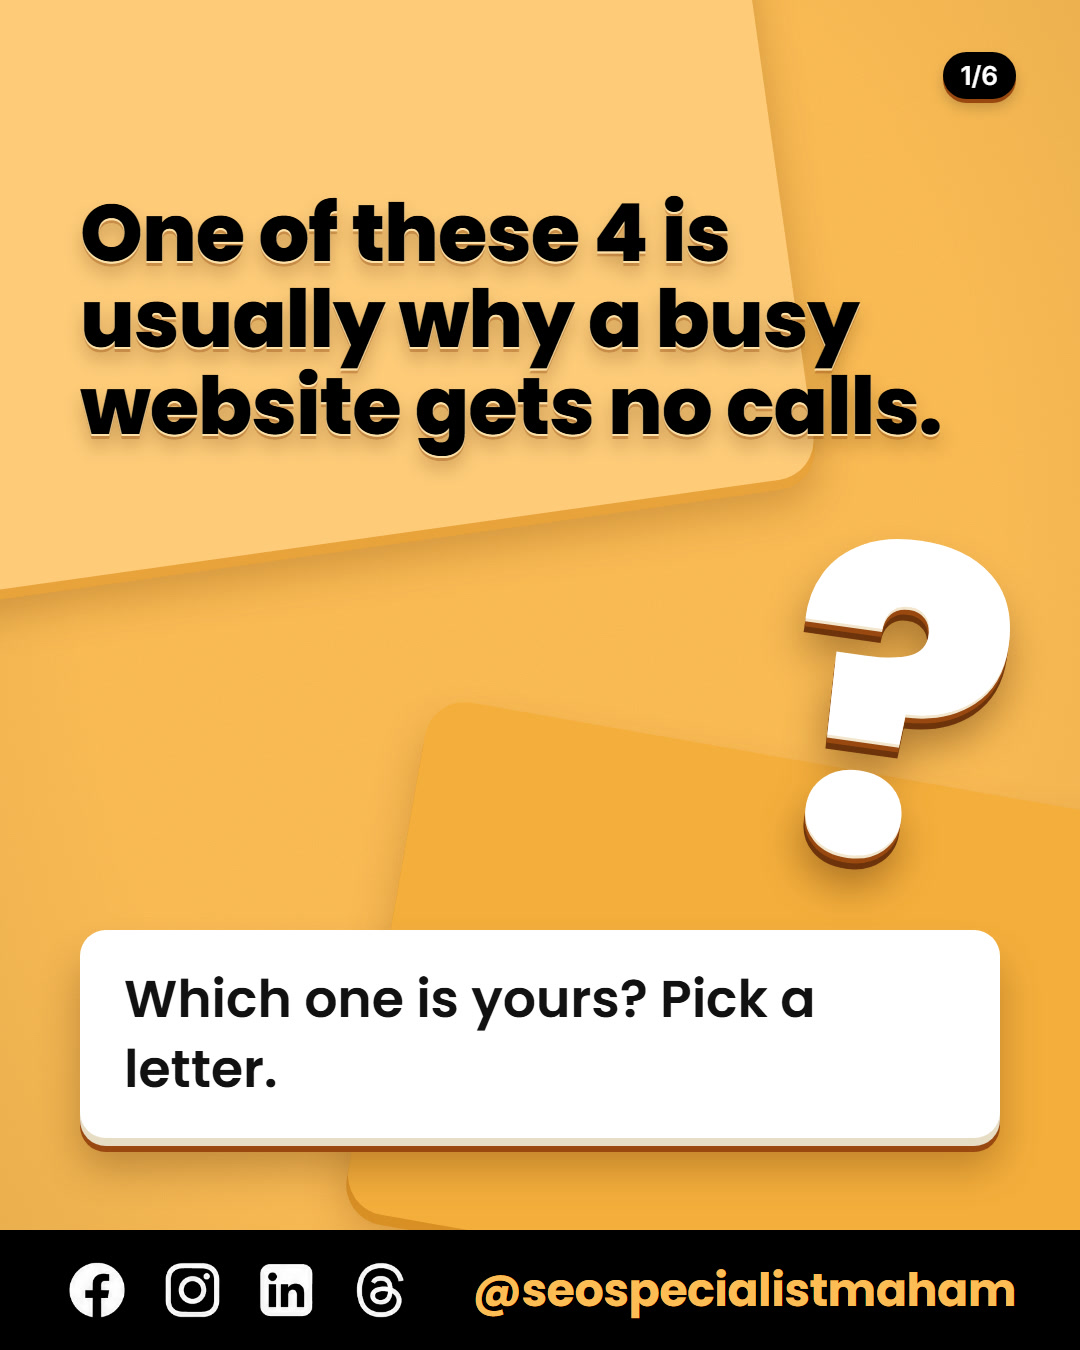 1/6
One of these 4 is
usually why a busy
website gets no calls.
?
Which one is yours? Pick a
letter.
@seospecialistmaham